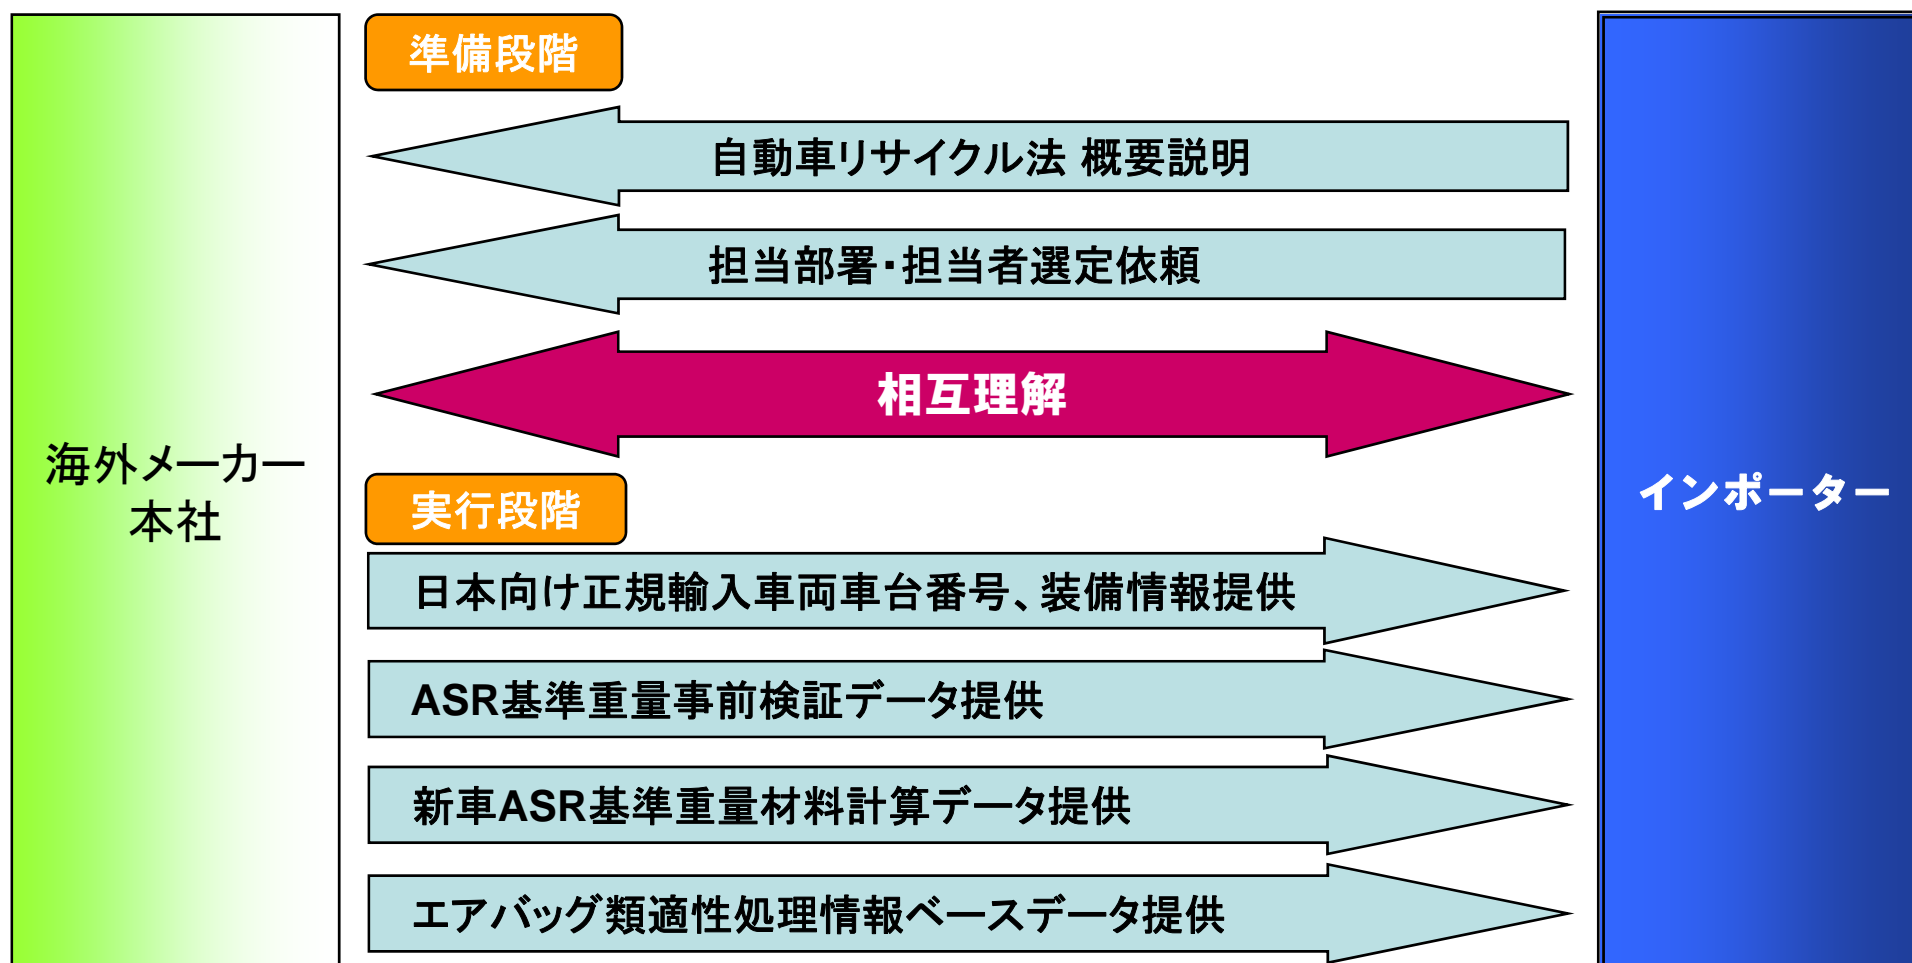 準備段階
自動車リサイクル法 概要説明
担当部署・担当者選定依頼
相互理解
海外メーカー
本社
インポーター
実行段階
日本向け正規輸入車両車台番号、装備情報提供
ASR基準重量事前検証データ提供
新車ASR基準重量材料計算データ提供
エアバッグ類適性処理情報ベースデータ提供